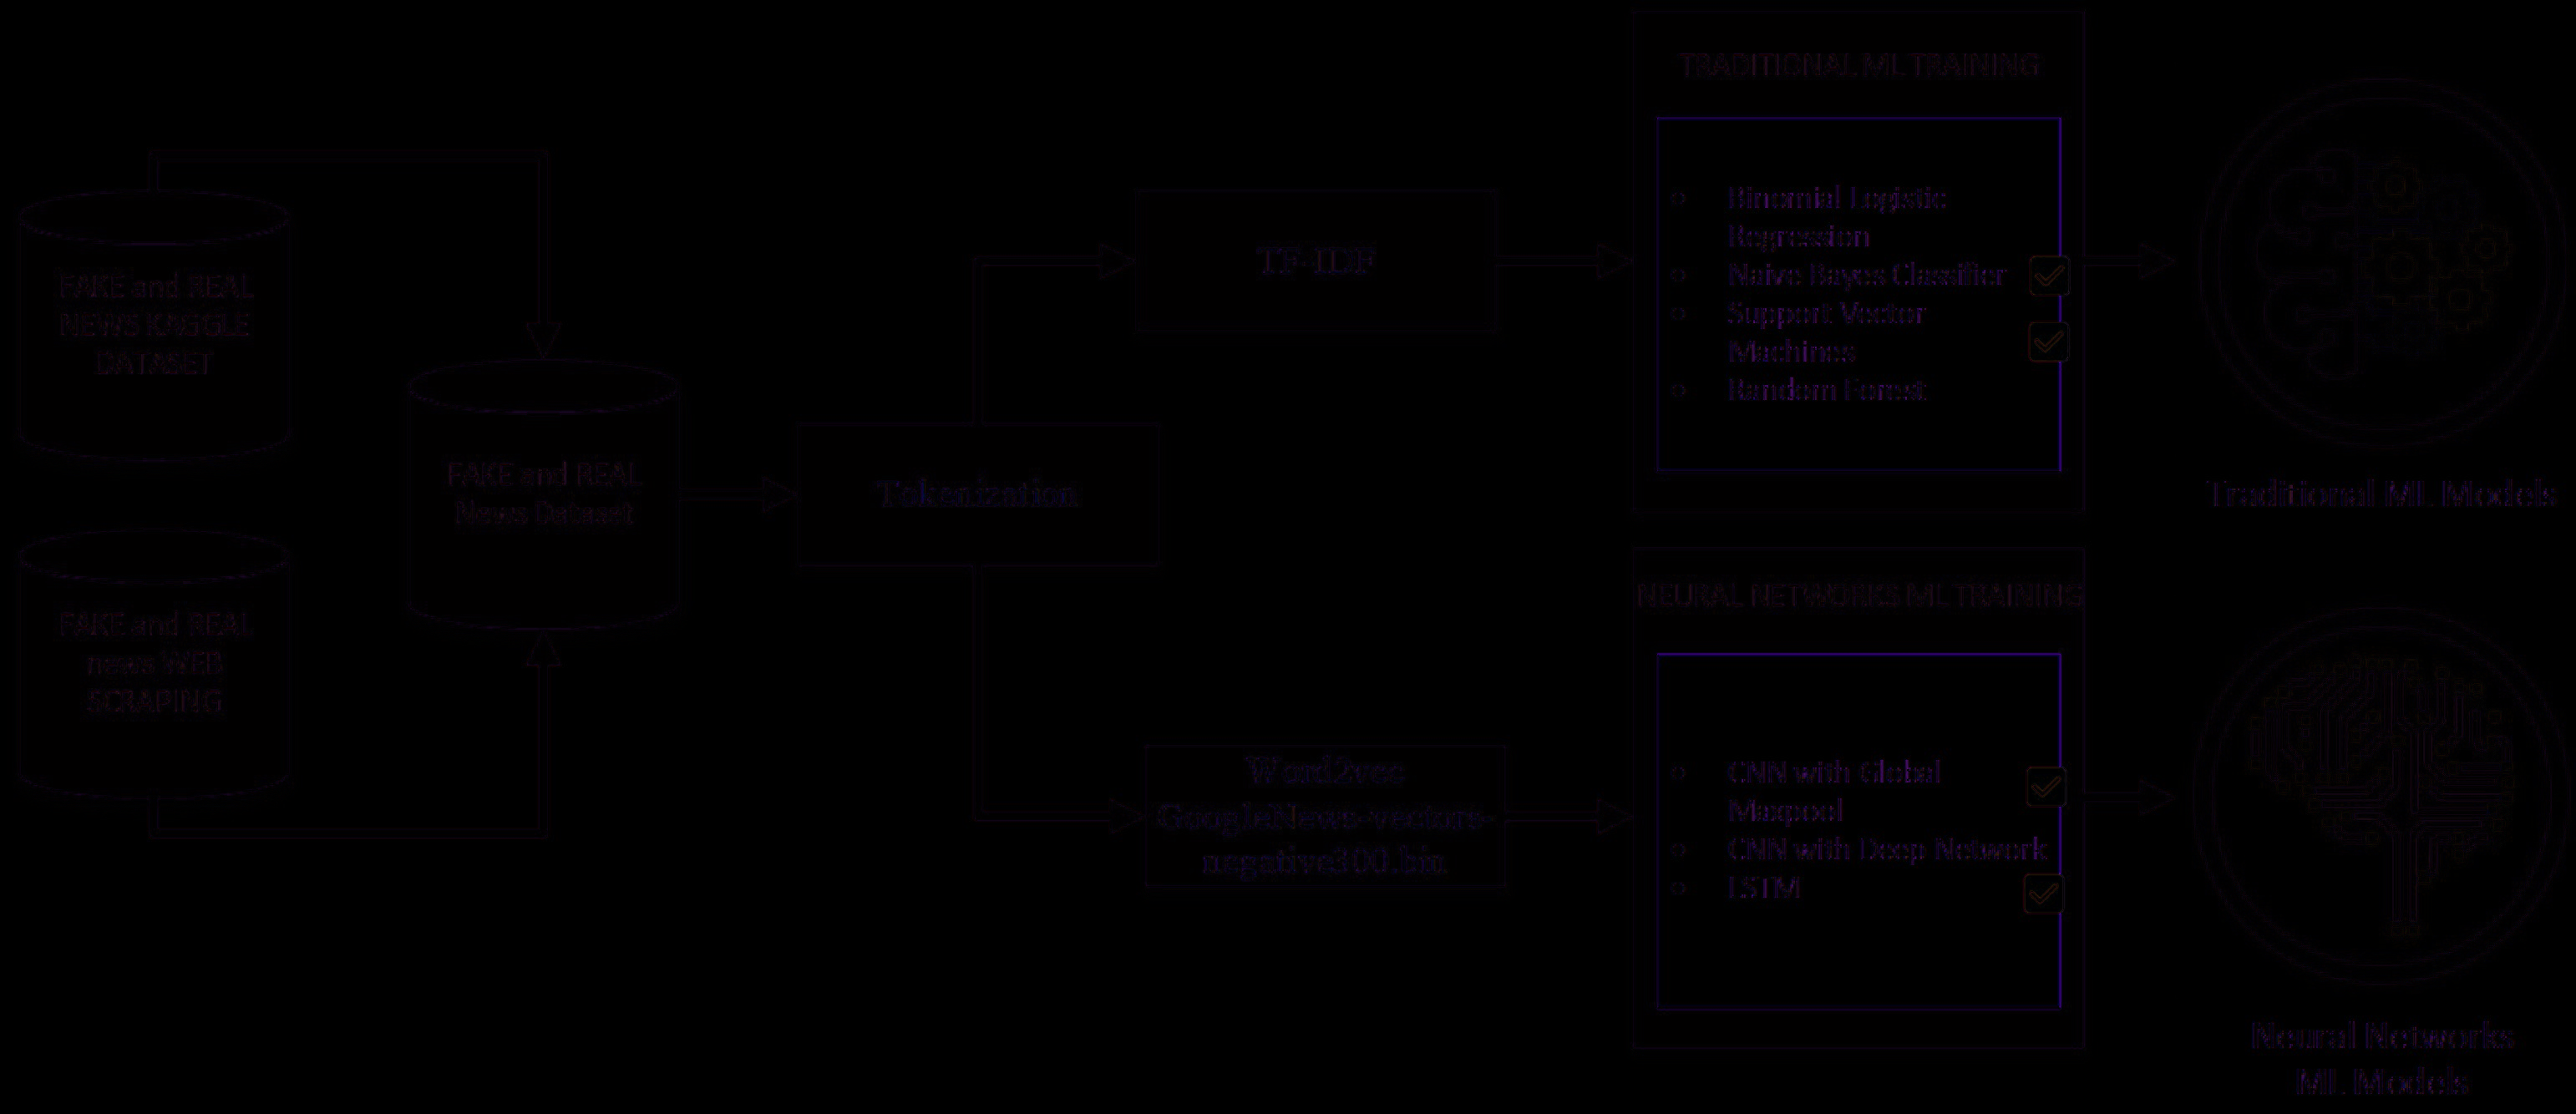 FAKE and REAL
NEWS KAGGLE
DATASET
FAKE and REAL
news WEB
SCRAPING
FAKE and REAL
News Dataset
Tokenization
TF-IDF
Word2vec
GoogleNews-vectors-
negative300.bin
TRADITIONAL ML TRAINING
Binomial Logistic
Regression
Naive Bayes Classifier
Support Vector
Machines
Random Forest
NEURAL NETWORKS ML TRAINING
CNN with Global
Maxpool
CNN with Deep Network
LSTM
Traditional ML Models
Neural Networks
ML Models